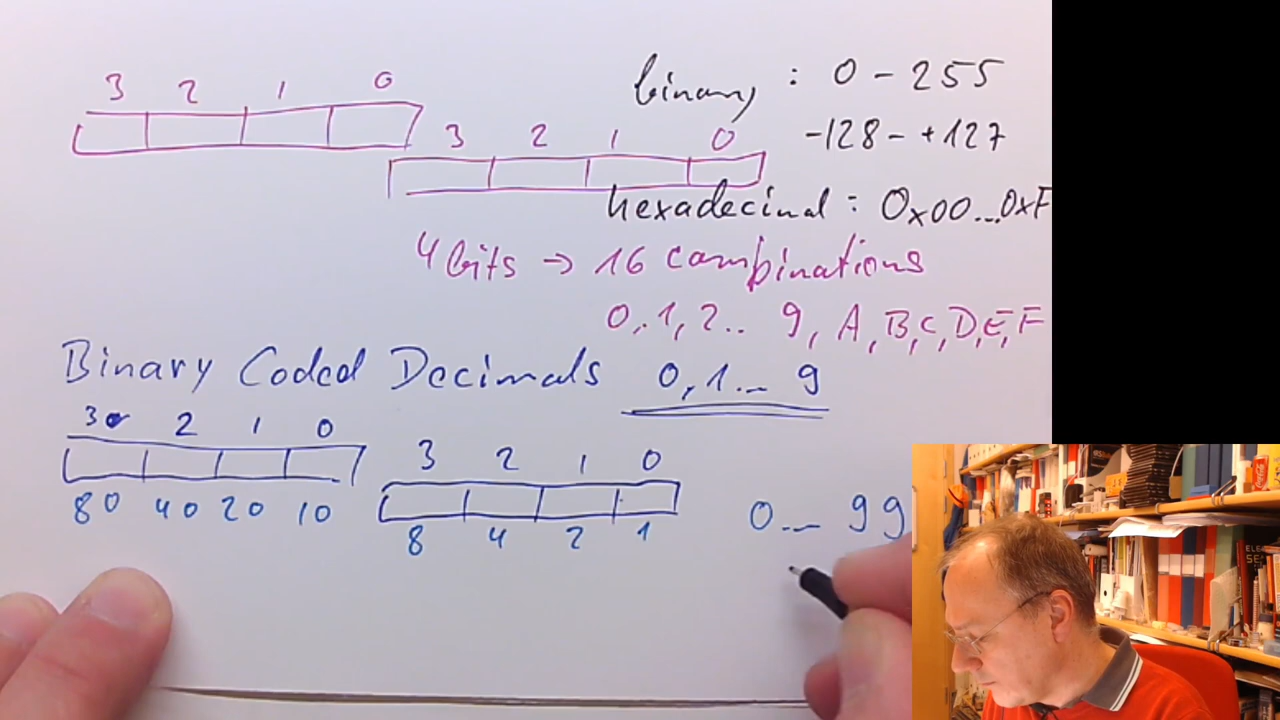 3 2 1 0
binary : 0 - 255
3 2 1 0
-128 - +127
hexadecimal : 0x00...0xF
4 bits → 16 combinations
0, 1, 2.. 9, A, B, C, D, E, F
Binary Coded Decimals 0, 1... 9
3 2 1 0
3 2 1 0
80 40 20 10
8 4 2 1
0... 99